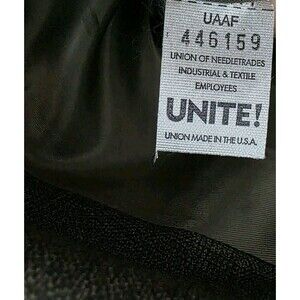 UAAF
446159
UNION OF NEEDLETRADES
INDUSTRIAL & TEXTILE
EMPLOYEES
UNITE!
UNION MADE IN THE U.S.A.